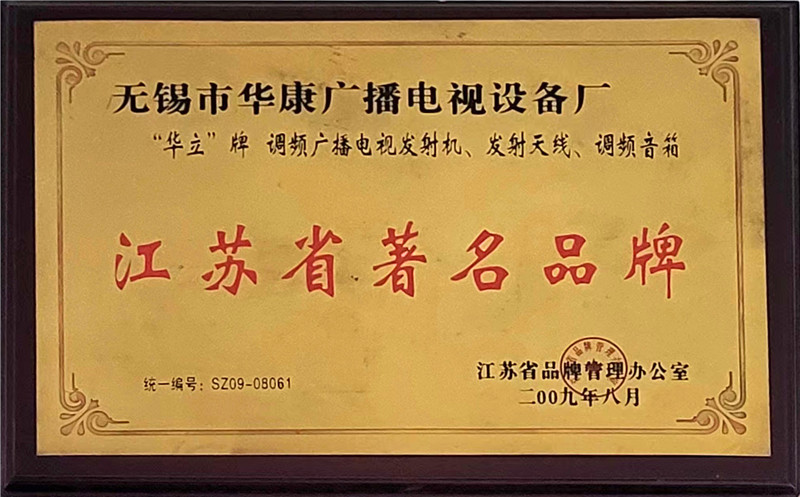 无锡市华康广播电视设备厂
“华立”牌 调频广播电视发射机、发射天线、调频音箱
江苏省著名品牌
统一编号：SZ09-08061
江苏省品牌管理办公室
二00九年八月